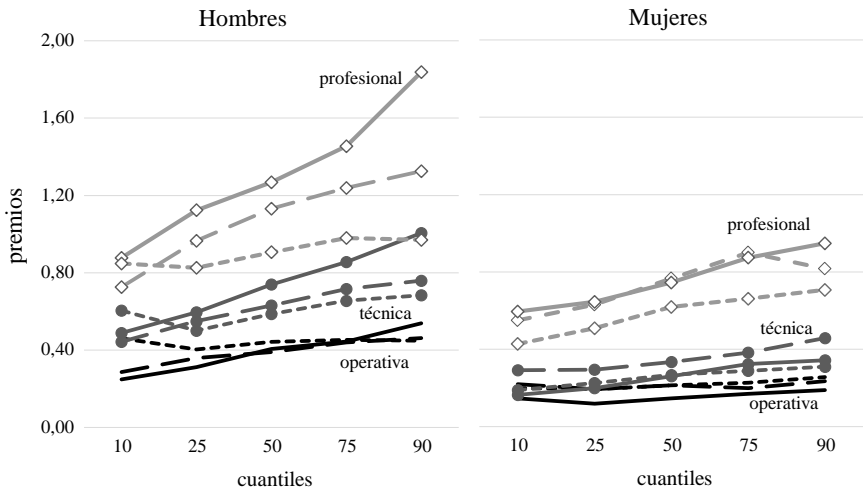 Hombres
Mujeres
premios
2,00
1,60
1,20
0,80
0,40
0,00
profesional
técnica
operativa
10 25 50 75 90
cuantiles
profesional
técnica
operativa
10 25 50 75 90
cuantiles